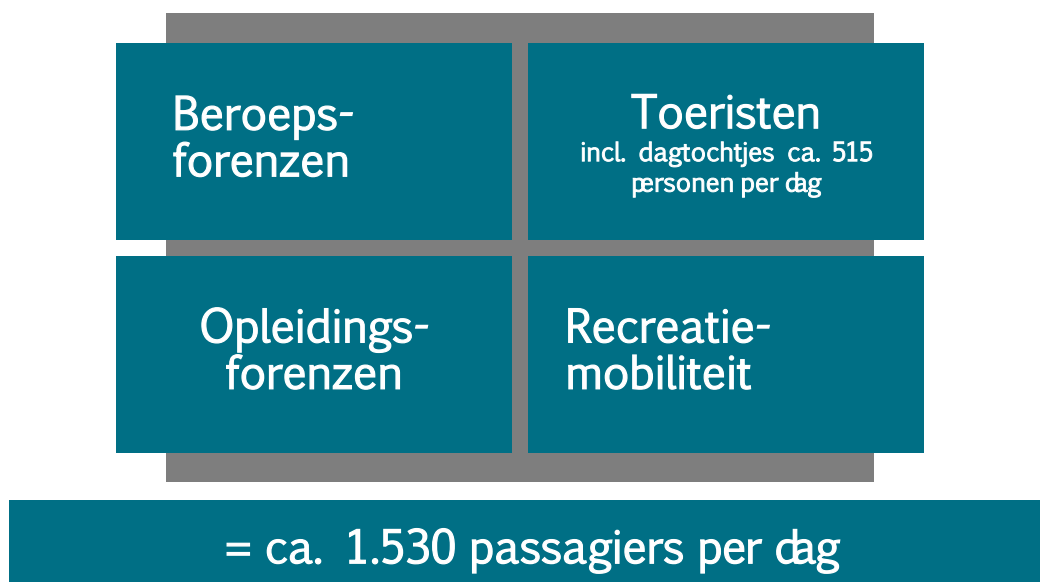 Beroeps-
forenzen
Toeristen
incl. dagtochtjes ca. 515
personen per dag
Opleidings-
forenzen
Recreatie-
mobiliteit
= ca. 1.530 passagiers per dag